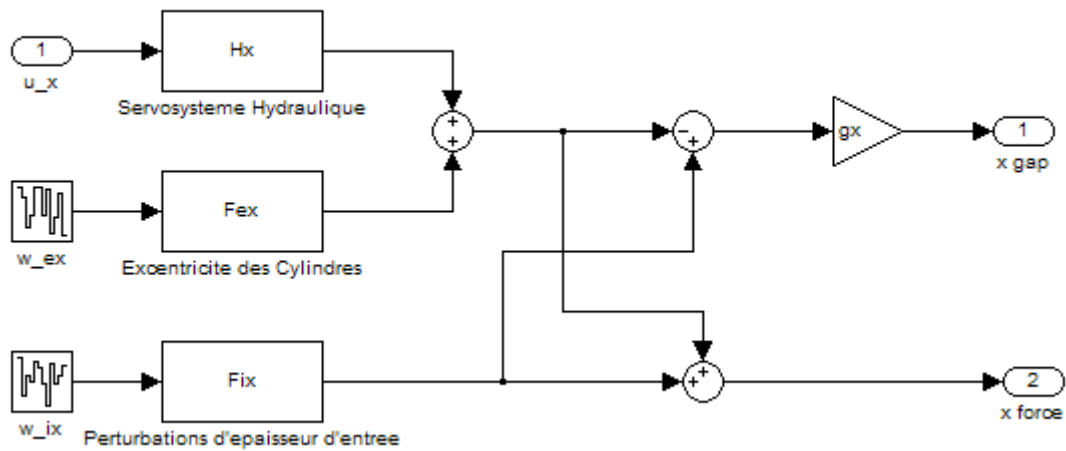 1
u_x
Hx
Servosysteme Hydraulique
+
+
-
+
gx
1
x gap
w_ex
Fex
Excentricite des Cylindres
w_ix
Fix
Perturbations d'epaisseur d'entree
+
+
2
x force